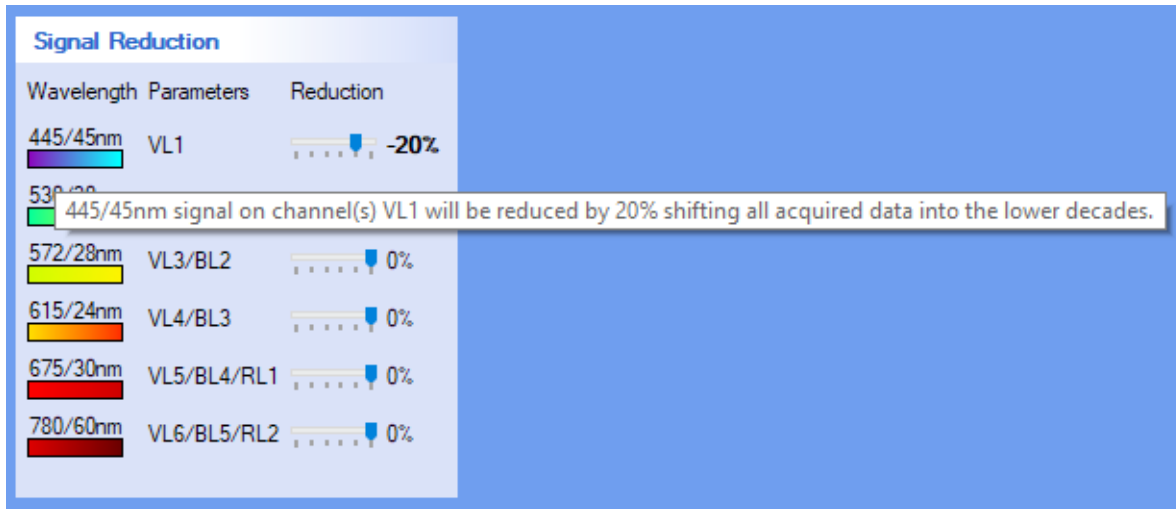 Signal Reduction
Wavelength Parameters Reduction
445/45nm VL1 -20%
445/45nm signal on channel(s) VL1 will be reduced by 20% shifting all acquired data into the lower decades.
572/28nm VL3/BL2 0%
615/24nm VL4/BL3 0%
675/30nm VL5/BL4/RL1 0%
780/60nm VL6/BL5/RL2 0%